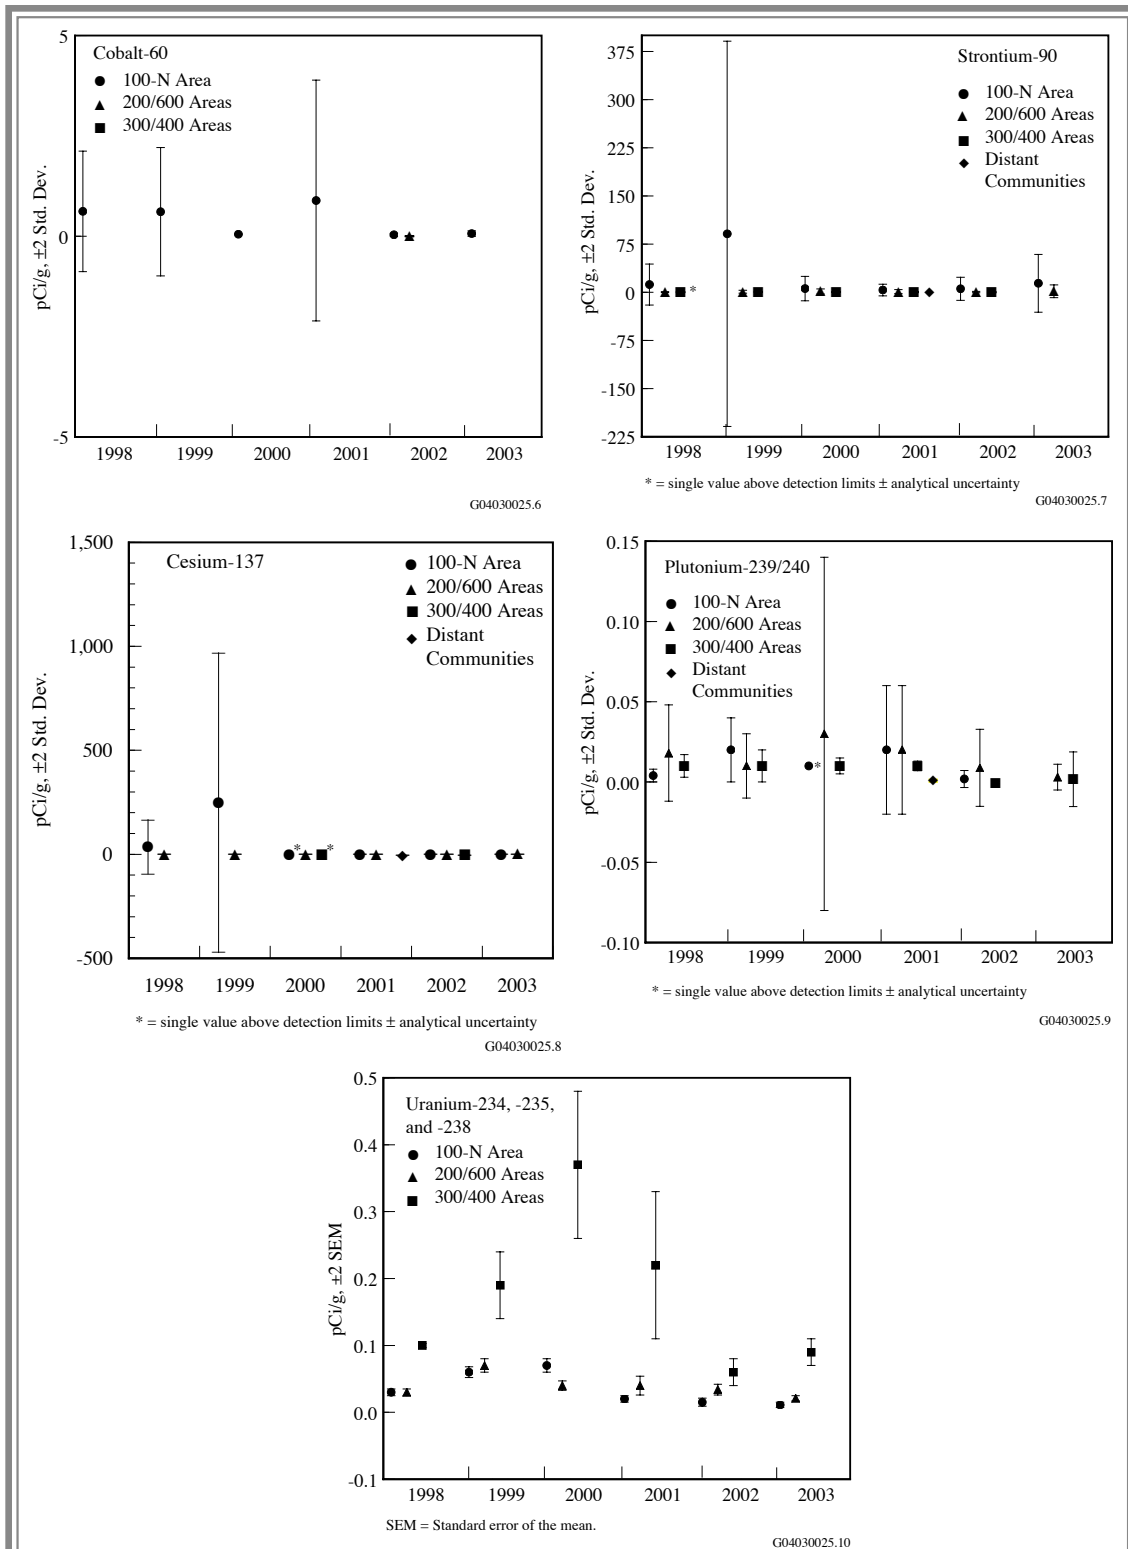 Cobalt-60
100-N Area
200/600 Areas
300/400 Areas
pCi/g, ±2 Std. Dev.
5
0
-5
1998 1999 2000 2001 2002 2003
G04030025.6
Strontium-90
100-N Area
200/600 Areas
300/400 Areas
Distant
Communities
pCi/g, ±2 Std. Dev.
375
300
225
150
75
0
-75
-150
-225
*
1998 1999 2000 2001 2002 2003
* = single value above detection limits ± analytical uncertainty
G04030025.7
Cesium-137
100-N Area
200/600 Areas
300/400 Areas
Distant
Communities
pCi/g, ±2 Std. Dev.
1,500
1,000
500
0
-500
* *
1998 1999 2000 2001 2002 2003
* = single value above detection limits ± analytical uncertainty
G04030025.8
Plutonium-239/240
100-N Area
200/600 Areas
300/400 Areas
Distant
Communities
pCi/g, ±2 Std. Dev.
0.15
0.10
0.05
0.00
-0.05
-0.10
*
1998 1999 2000 2001 2002 2003
* = single value above detection limits ± analytical uncertainty
G04030025.9
Uranium-234, -235,
and -238
100-N Area
200/600 Areas
300/400 Areas
pCi/g, ±2 SEM
0.5
0.4
0.3
0.2
0.1
0.0
-0.1
1998 1999 2000 2001 2002 2003
SEM = Standard error of the mean.
G04030025.10